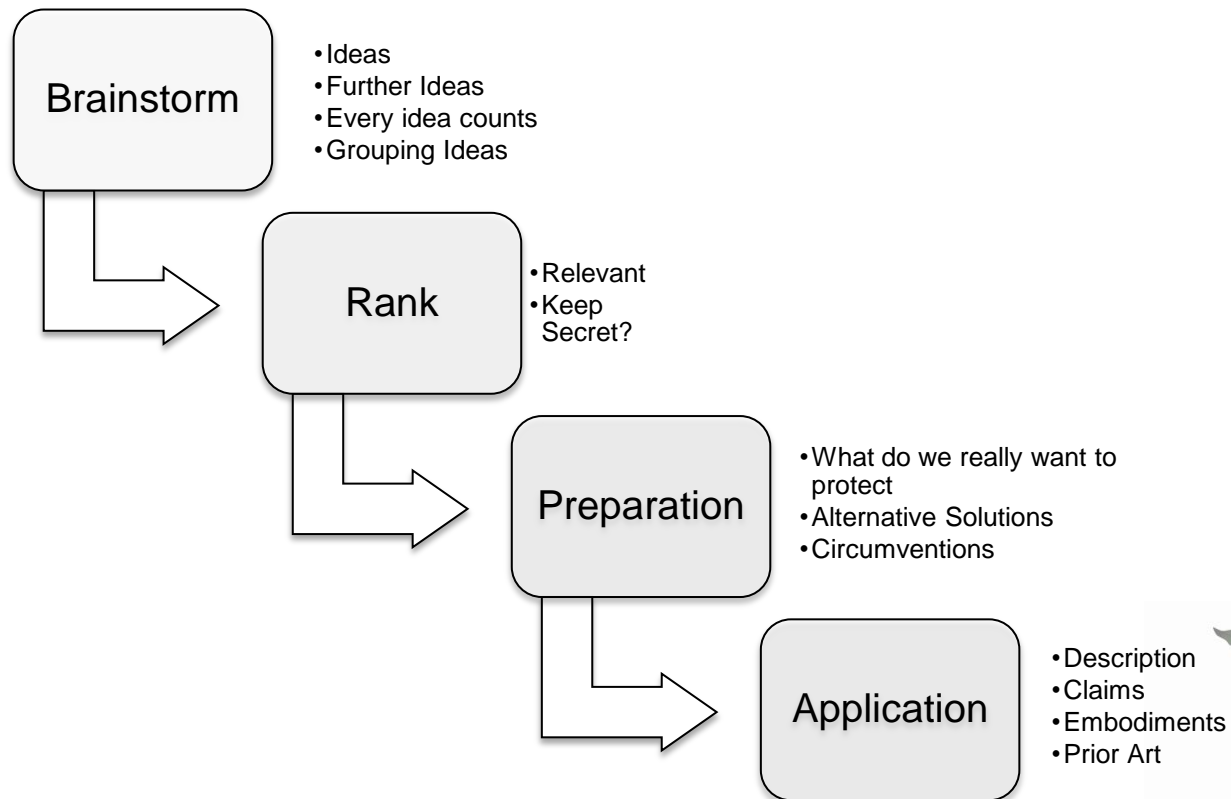 Brainstorm
•Ideas
•Further Ideas
•Every idea counts
•Grouping Ideas
Rank
•Relevant
•Keep
Secret?
Preparation
•What do we really want to
protect
•Alternative Solutions
•Circumventions
Application
•Description
•Claims
•Embodiments
•Prior Art